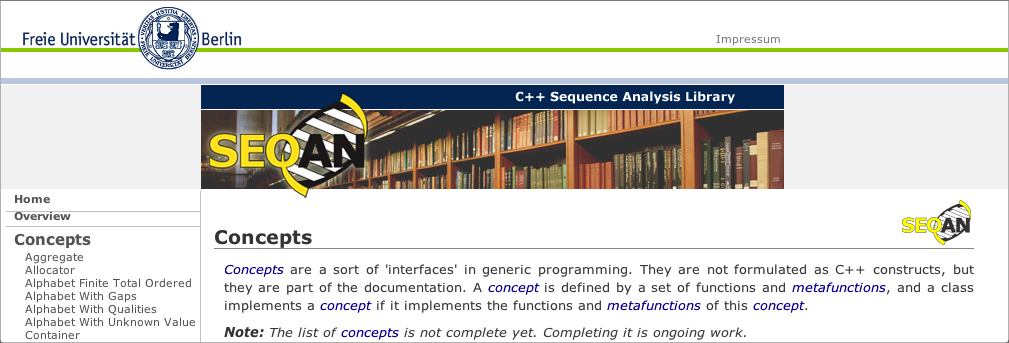 Freie Universität Berlin
Impressum
C++ Sequence Analysis Library
SEQAN
Home
Overview
Concepts
Aggregate
Allocator
Alphabet Finite Total Ordered
Alphabet With Gaps
Alphabet With Qualities
Alphabet With Unknown Value
Container
SEQAN
Concepts
Concepts are a sort of 'interfaces' in generic programming. They are not formulated as C++ constructs, but
they are part of the documentation. A concept is defined by a set of functions and metafunctions, and a class
implements a concept if it implements the functions and metafunctions of this concept.
Note: The list of concepts is not complete yet. Completing it is ongoing work.